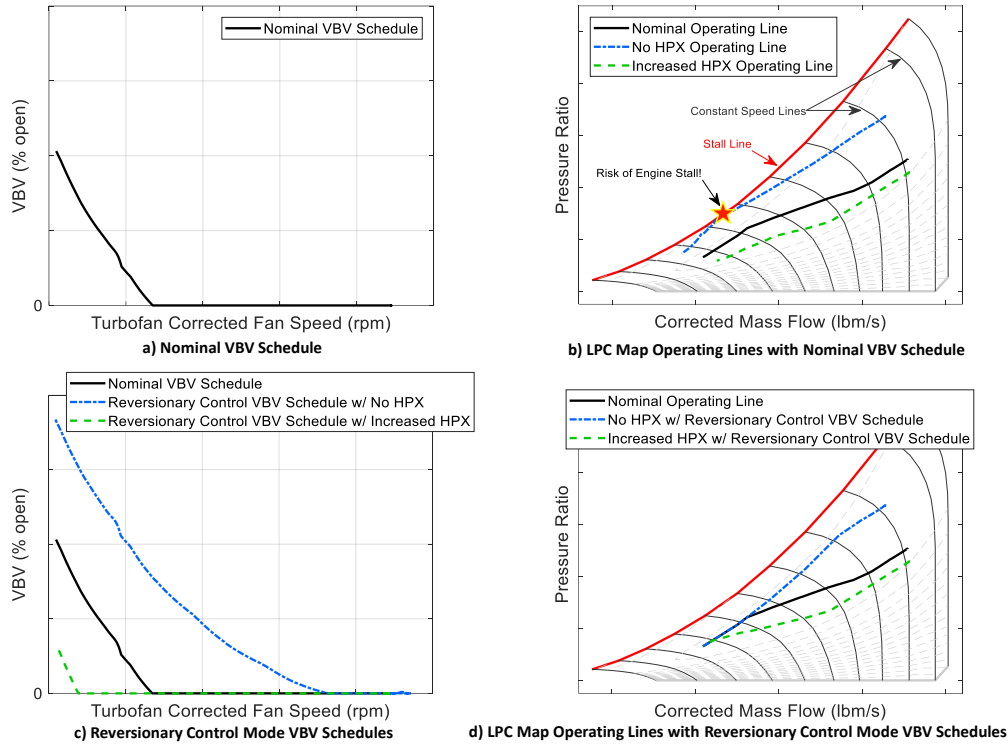 Nominal VBV Schedule
VBV (% open)
0
Turbofan Corrected Fan Speed (rpm)
a) Nominal VBV Schedule
Nominal Operating Line
No HPX Operating Line
Increased HPX Operating Line
Constant Speed Lines
Stall Line
Risk of Engine Stall!
Pressure Ratio
Corrected Mass Flow (lbm/s)
b) LPC Map Operating Lines with Nominal VBV Schedule
Nominal VBV Schedule
Reversionary Control VBV Schedule w/ No HPX
Reversionary Control VBV Schedule w/ Increased HPX
VBV (% open)
0
Turbofan Corrected Fan Speed (rpm)
c) Reversionary Control Mode VBV Schedules
Nominal Operating Line
No HPX w/ Reversionary Control VBV Schedule
Increased HPX w/ Reversionary Control VBV Schedule
Pressure Ratio
Corrected Mass Flow (lbm/s)
d) LPC Map Operating Lines with Reversionary Control Mode VBV Schedules